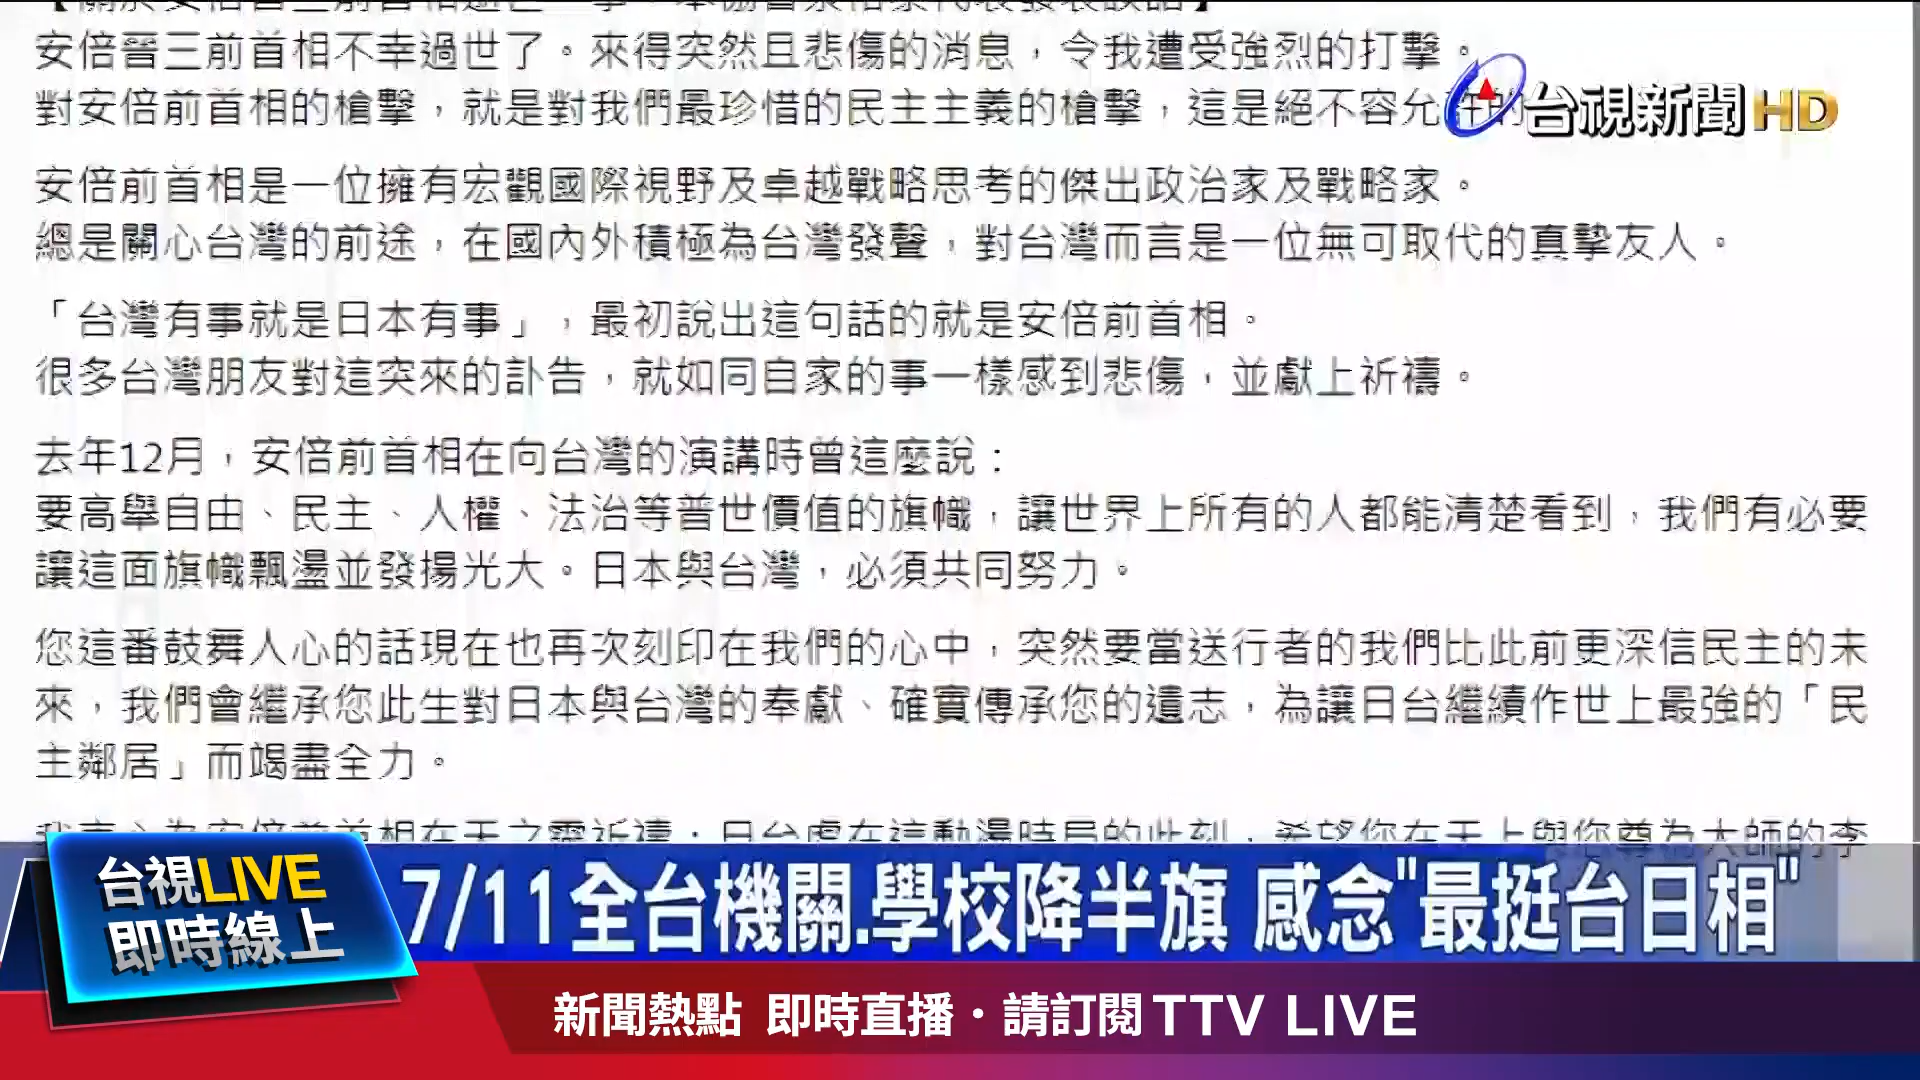 安倍晉三前首相不幸過世了。來得突然且悲傷的消息，令我遭受強烈的打擊。
對安倍前首相的槍擊，就是對我們最珍惜的民主主義的槍擊，這是絕不容允許的
台視新聞HD
安倍前首相是一位擁有宏觀國際視野及卓越戰略思考的傑出政治家及戰略家。
總是關心台灣的前途，在國內外積極為台灣發聲，對台灣而言是一位無可取代的真摯友人。
「台灣有事就是日本有事」，最初說出這句話的就是安倍前首相。
很多台灣朋友對這突來的訃告，就如同自家的事一樣感到悲傷，並獻上祈禱。
去年12月，安倍前首相在向台灣的演講時曾這麼說：
要高舉自由、民主、人權、法治等普世價值的旗幟，讓世界上所有的人都能清楚看到，我們有必要
讓這面旗幟飄盪並發揚光大。日本與台灣，必須共同努力。
您這番鼓舞人心的話現在也再次刻印在我們的心中，突然要當送行者的我們比此前更深信民主的未
來，我們會繼承您此生對日本與台灣的奉獻、確實傳承您的遺志，為讓日台繼續作世上最強的「民
主鄰居」而竭盡全力。
台視LIVE
即時線上
7/11全台機關.學校降半旗 感念"最挺台日相"
新聞熱點 即時直播・請訂閱TTV LIVE